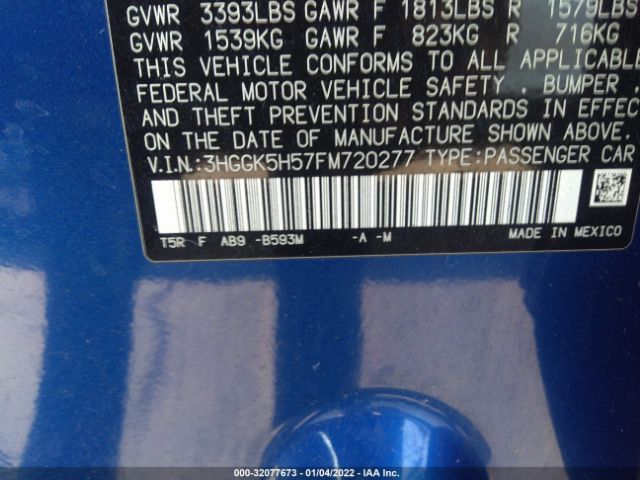 GVWR 3393LBS GAWR F 1813LBS R 1579LBS
GVWR 1539KG GAWR F 823KG R 716KG
THIS VEHICLE CONFORMS TO ALL APPLICABLE
FEDERAL MOTOR VEHICLE SAFETY, BUMPER
AND THEFT PREVENTION STANDARDS IN EFFEC
ON THE DATE OF MANUFACTURE SHOWN ABOVE.
V.I.N:3HGGK5H57FM720277 TYPE:PASSENGER CAR
T5R F AB9 -B593M -A -M MADE IN MEXICO
000-32077673 - 01/04/2022 - IAA Inc.